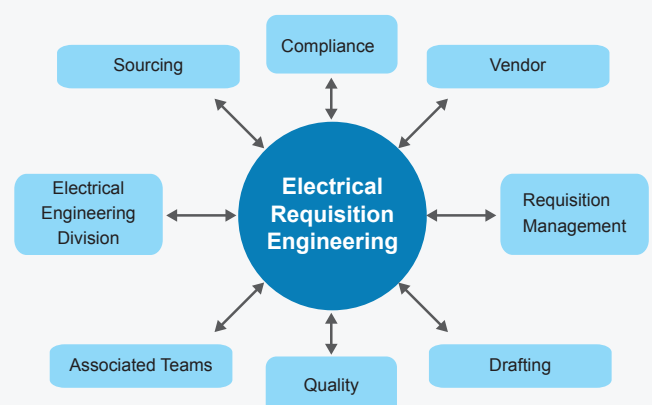 Compliance
Sourcing
Vendor
Electrical
Engineering
Division
Electrical
Requisition
Engineering
Requisition
Management
Associated Teams
Quality
Drafting